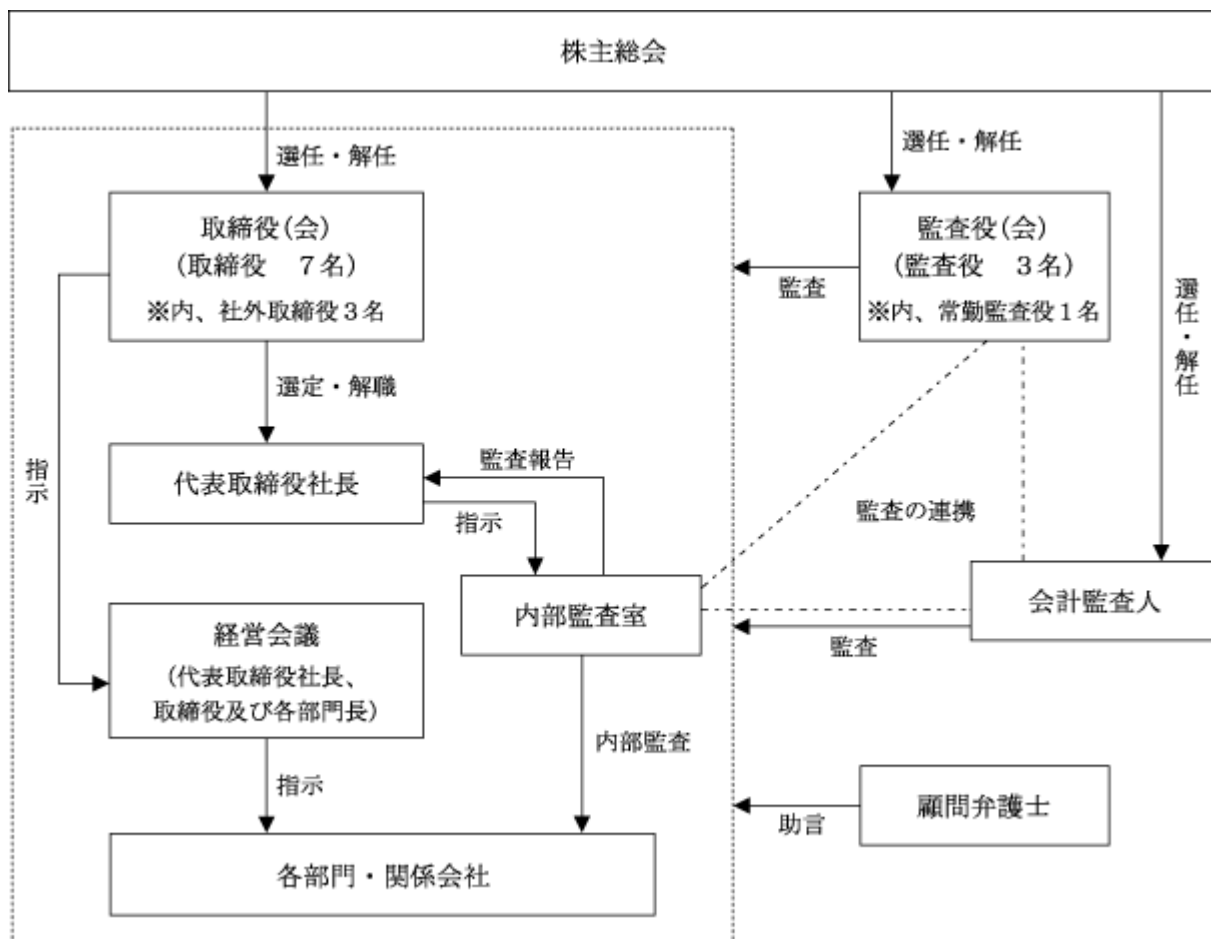 株主総会
選任・解任
選任・解任
選任・解任
取締役(会)
(取締役　7名)
※内、社外取締役3名
監査役(会)
(監査役　3名)
※内、常勤監査役1名
監査
選定・解職
指示
代表取締役社長
監査報告
指示
監査の連携
内部監査室
会計監査人
監査
経営会議
(代表取締役社長、
取締役及び各部門長)
内部監査
指示
顧問弁護士
助言
各部門・関係会社